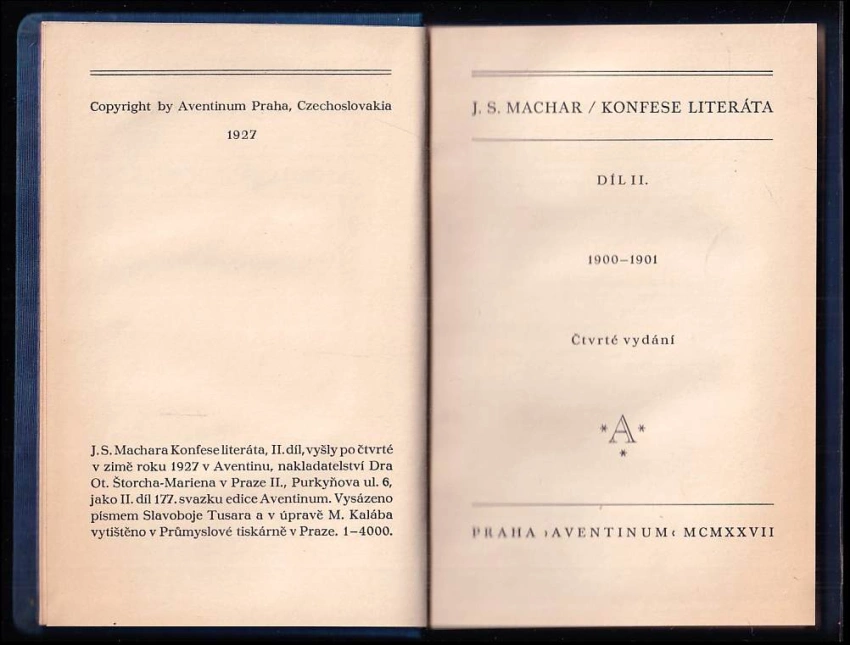 Copyright by Aventinum Praha, Czechoslovakia
1927
J. S. Machara Konfese literáta, II. díl, vyšly po čtvrté
v zimě roku 1927 v Aventinu, nakladatelství Dra
Ot. Štorcha-Mariena v Praze II., Purkyňova ul. 6,
jako II. díl 177. svazku edice Aventinum. Vysázeno
písmem Slavoboje Tusara a v úpravě M. Kalába
vytištěno v Průmyslové tiskárně v Praze. 1–4000.
J. S. MACHAR / KONFESE LITERÁTA
DÍL II.
1900–1901
Čtvrté vydání
*A*
*
PRAHA ›AVENTINUM‹ MCMXXVII